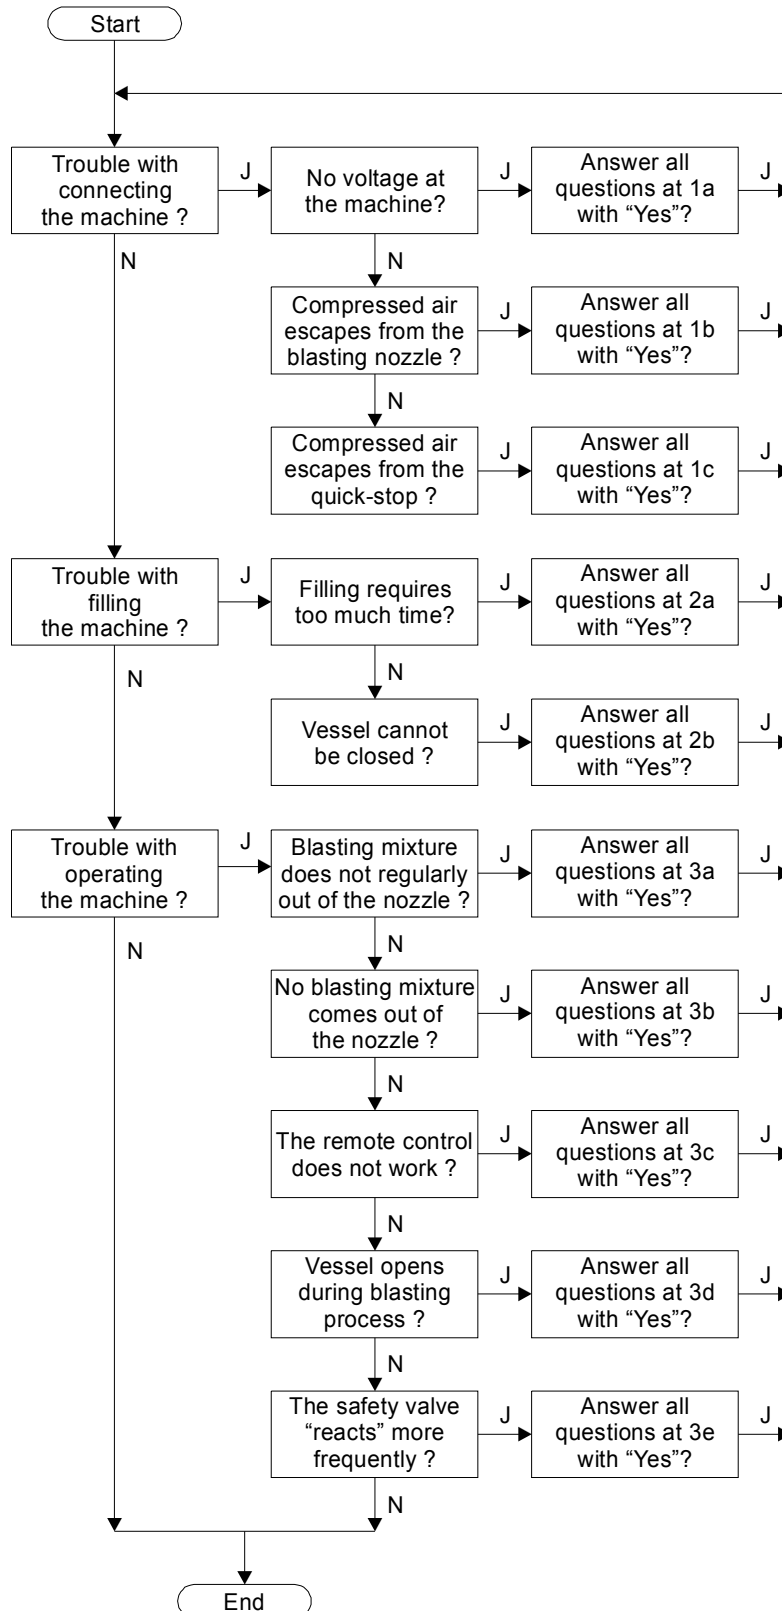 Start
Trouble with
connecting
the machine ?
J
No voltage at
the machine?
J
Answer all
questions at 1a
with “Yes”?
J
N
N
Compressed air
escapes from the
blasting nozzle ?
J
Answer all
questions at 1b
with “Yes”?
J
N
Compressed air
escapes from the
quick-stop ?
J
Answer all
questions at 1c
with “Yes”?
J
Trouble with
filling
the machine ?
J
Filling requires
too much time?
J
Answer all
questions at 2a
with “Yes”?
J
N
N
Vessel cannot
be closed ?
J
Answer all
questions at 2b
with “Yes”?
J
Trouble with
operating
the machine ?
J
Blasting mixture
does not regularly
out of the nozzle ?
J
Answer all
questions at 3a
with “Yes”?
J
N
N
No blasting mixture
comes out of
the nozzle ?
J
Answer all
questions at 3b
with “Yes”?
J
N
The remote control
does not work ?
J
Answer all
questions at 3c
with “Yes”?
J
N
Vessel opens
during blasting
process ?
J
Answer all
questions at 3d
with “Yes”?
J
N
The safety valve
“reacts” more
frequently ?
J
Answer all
questions at 3e
with “Yes”?
J
N
End